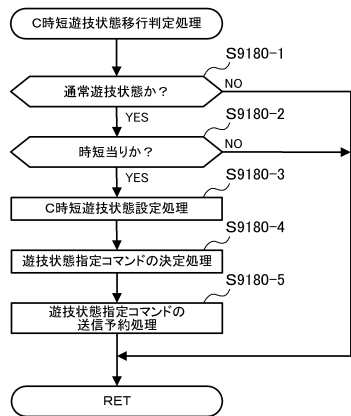 C時短遊技状態移行判定処理
S9180-1
通常遊技状態か？
NO
YES
S9180-2
時短当りか？
NO
YES
S9180-3
C時短遊技状態設定処理
S9180-4
遊技状態指定コマンドの決定処理
S9180-5
遊技状態指定コマンドの
送信予約処理
RET